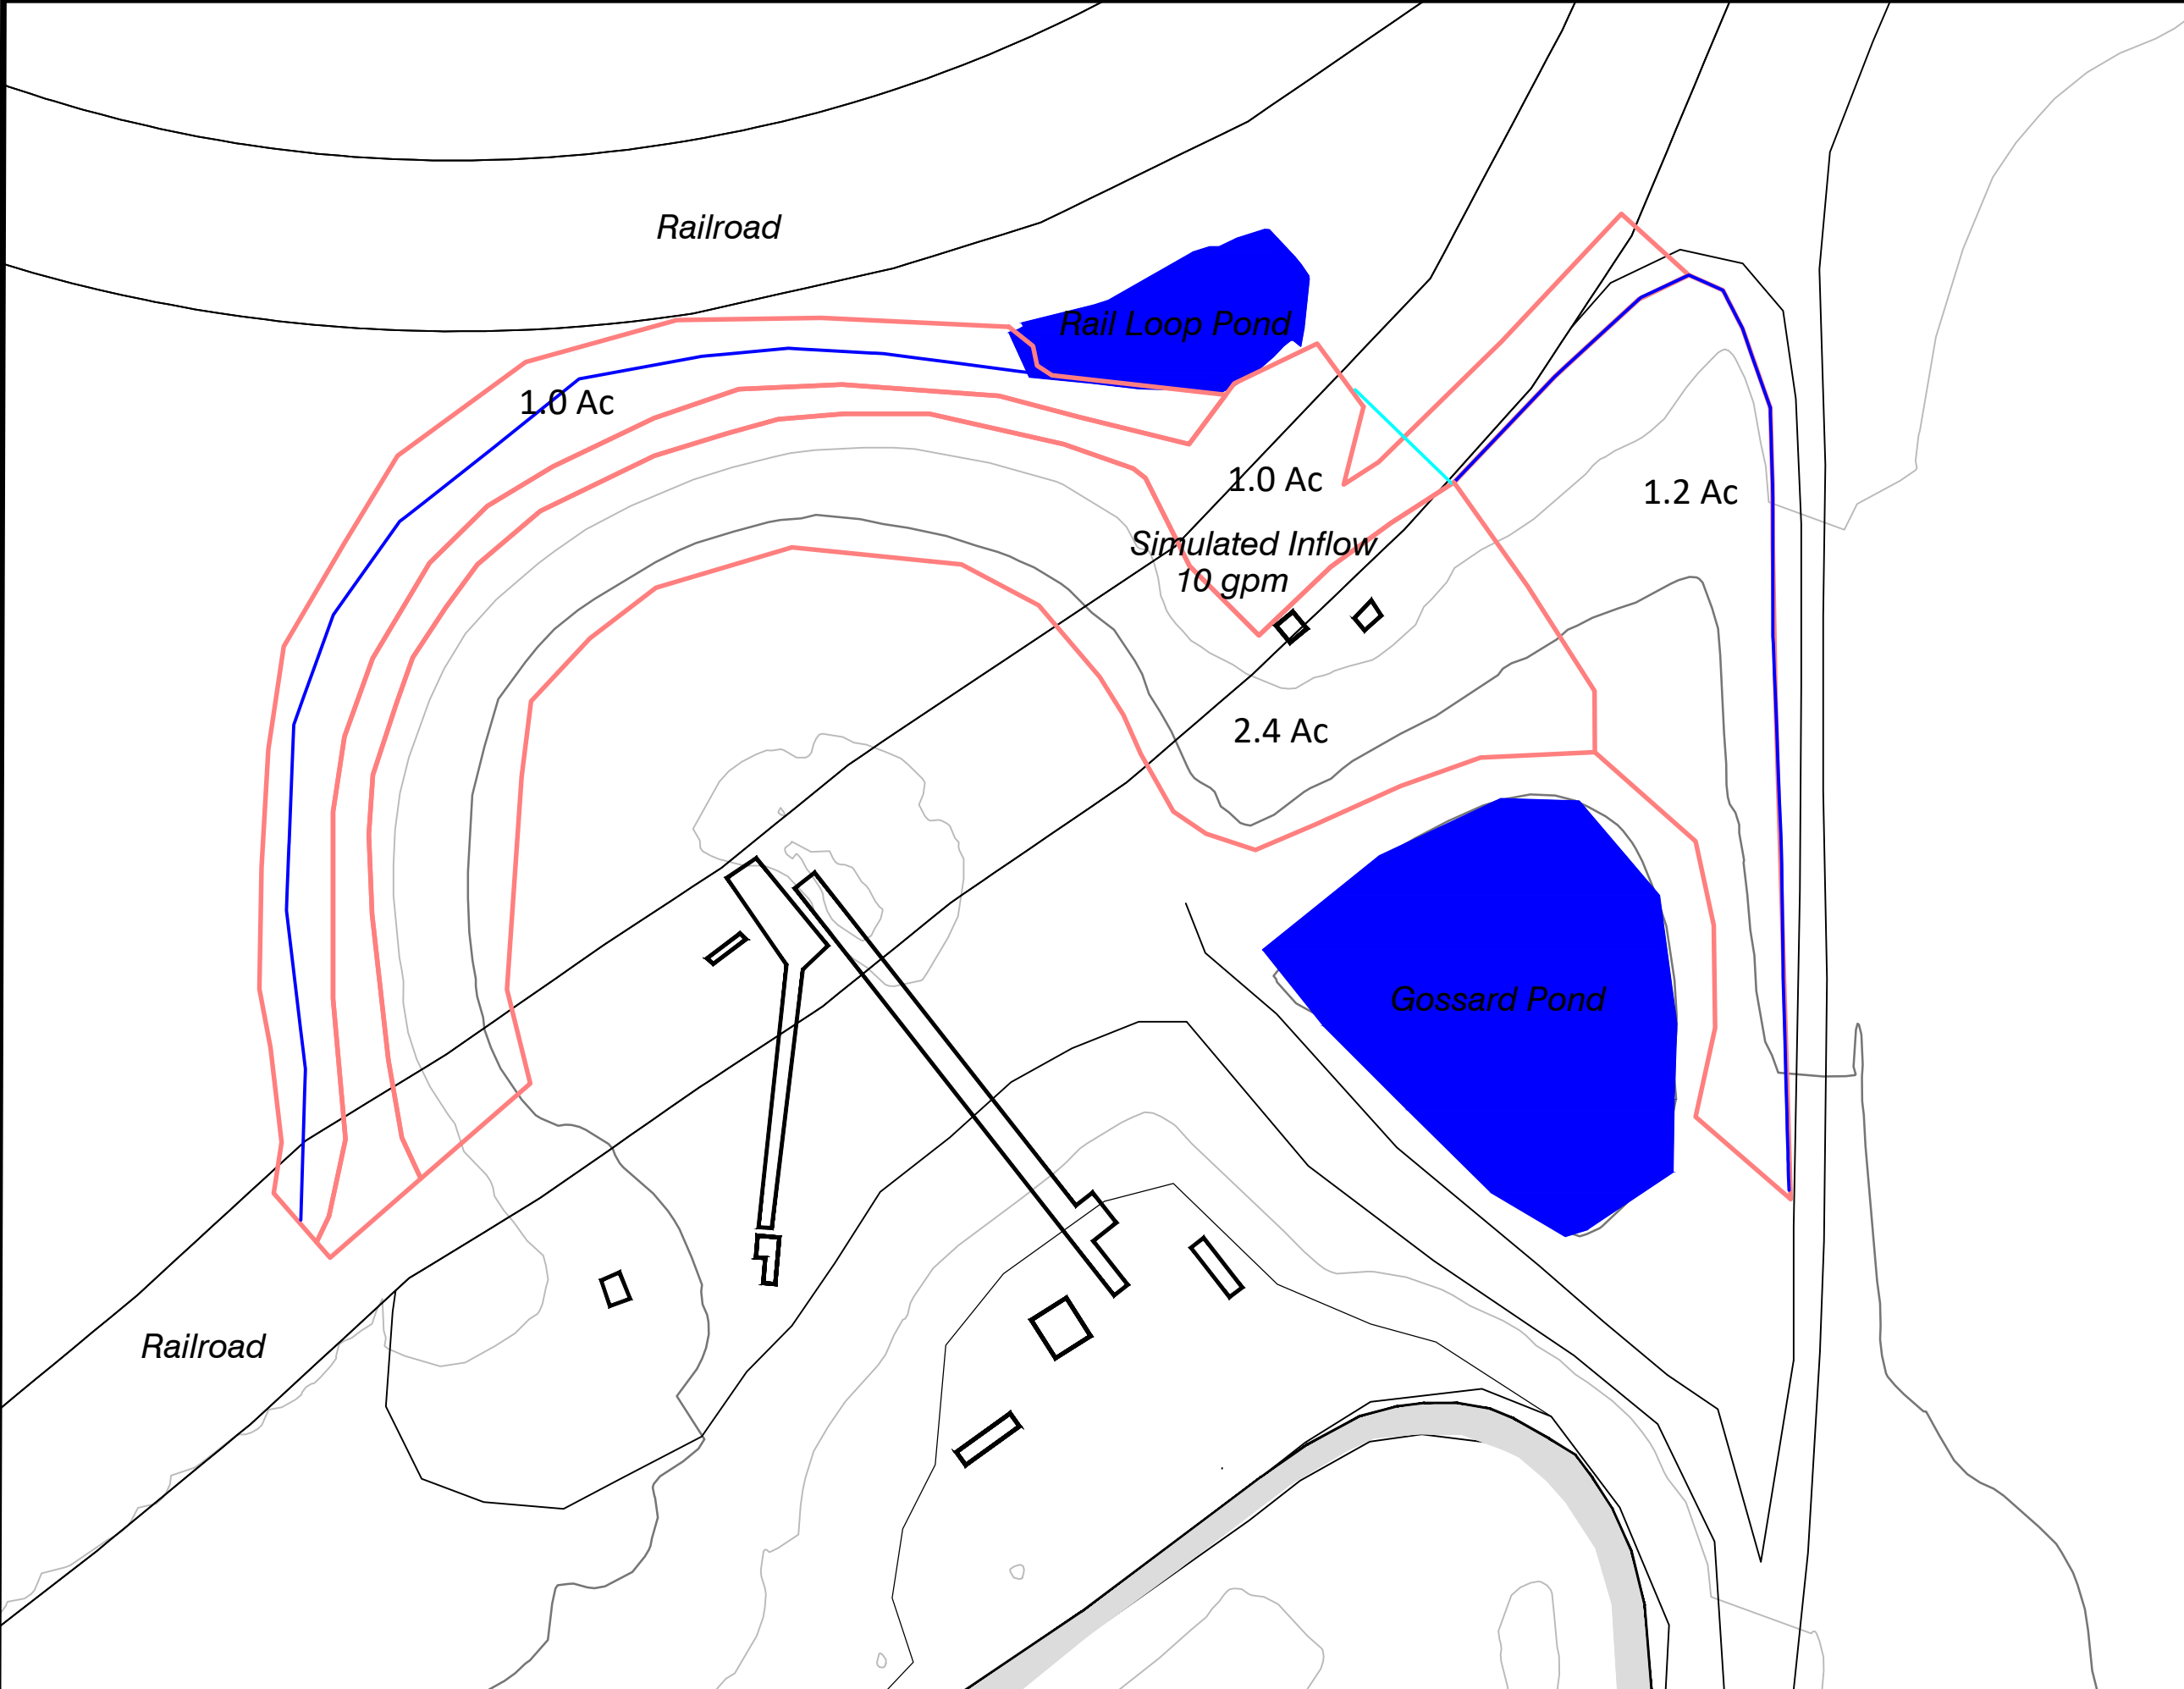 Railroad
Rail Loop Pond
1.0 Ac
1.0 Ac
1.2 Ac
Simulated Inflow
10 gpm
2.4 Ac
Gossard Pond
Railroad